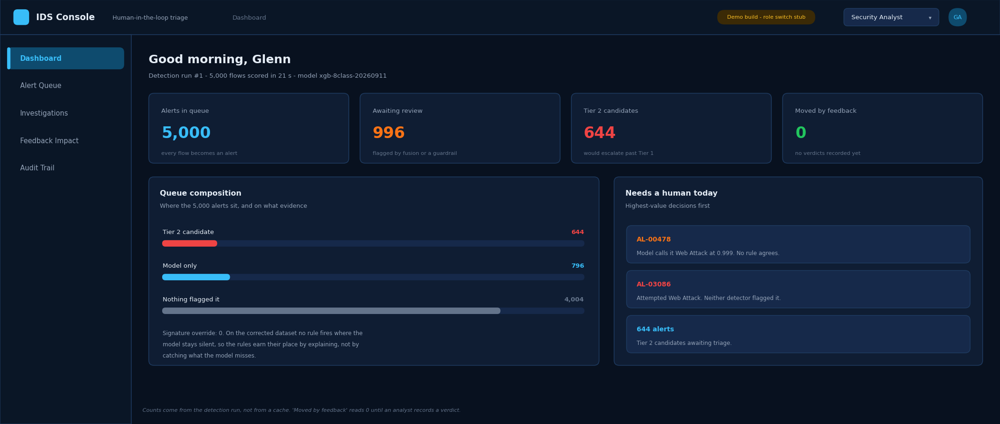 IDS Console
Human-in-the-loop triage
Dashboard
Demo build - role switch stub
Security Analyst
GA
Dashboard
Alert Queue
Investigations
Feedback Impact
Audit Trail
Good morning, Glenn
Detection run #1 - 5,000 flows scored in 21 s - model xgb-8class-20260911
Alerts in queue
5,000
every flow becomes an alert
Awaiting review
996
flagged by fusion or a guardrail
Tier 2 candidates
644
would escalate past Tier 1
Moved by feedback
0
no verdicts recorded yet
Queue composition
Where the 5,000 alerts sit, and on what evidence
Tier 2 candidate
644
Model only
796
Nothing flagged it
4,004
Signature override: 0. On the corrected dataset no rule fires where the
model stays silent, so the rules earn their place by explaining, not by
catching what the model misses.
Needs a human today
Highest-value decisions first
AL-00478
Model calls it Web Attack at 0.999. No rule agrees.
AL-03086
Attempted Web Attack. Neither detector flagged it.
644 alerts
Tier 2 candidates awaiting triage.
Counts come from the detection run, not from a cache. 'Moved by feedback' reads 0 until an analyst records a verdict.